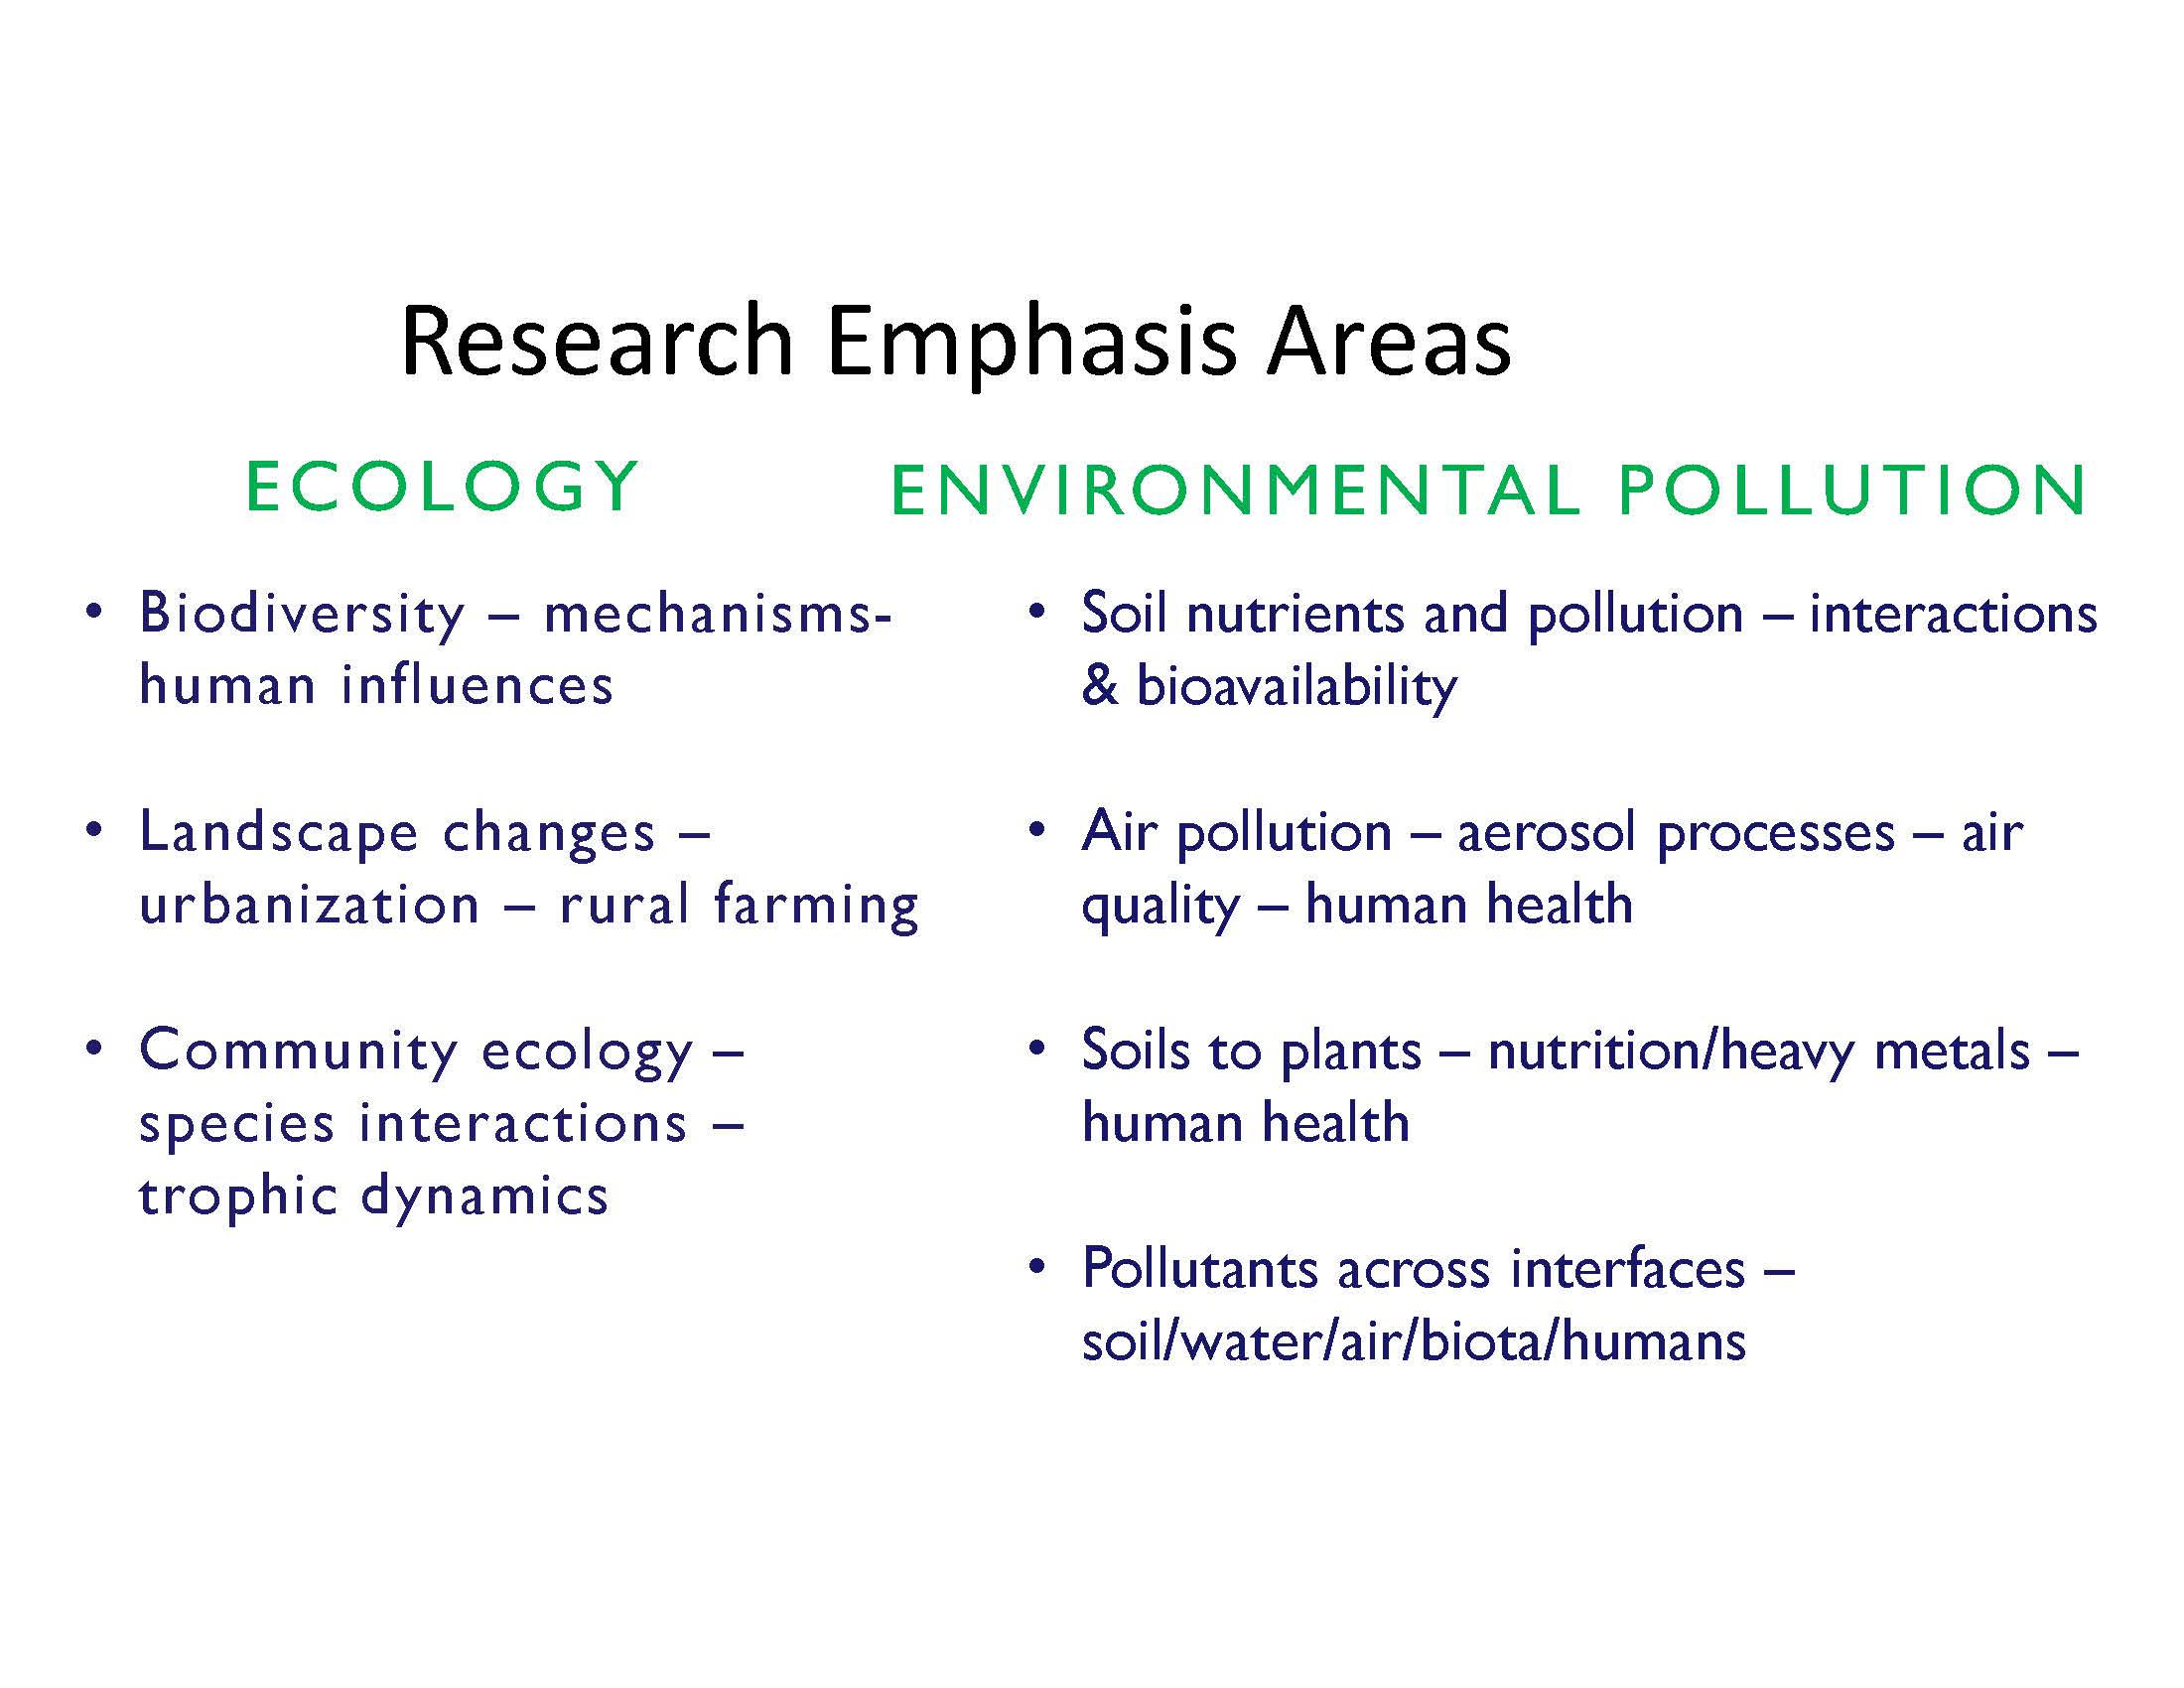 Research Emphasis Areas
ECOLOGY
• Biodiversity – mechanisms-
human influences
• Landscape changes –
urbanization – rural farming
• Community ecology –
species interactions –
trophic dynamics
ENVIRONMENTAL POLLUTION
• Soil nutrients and pollution – interactions
& bioavailability
• Air pollution – aerosol processes – air
quality – human health
• Soils to plants – nutrition/heavy metals –
human health
• Pollutants across interfaces –
soil/water/air/biota/humans